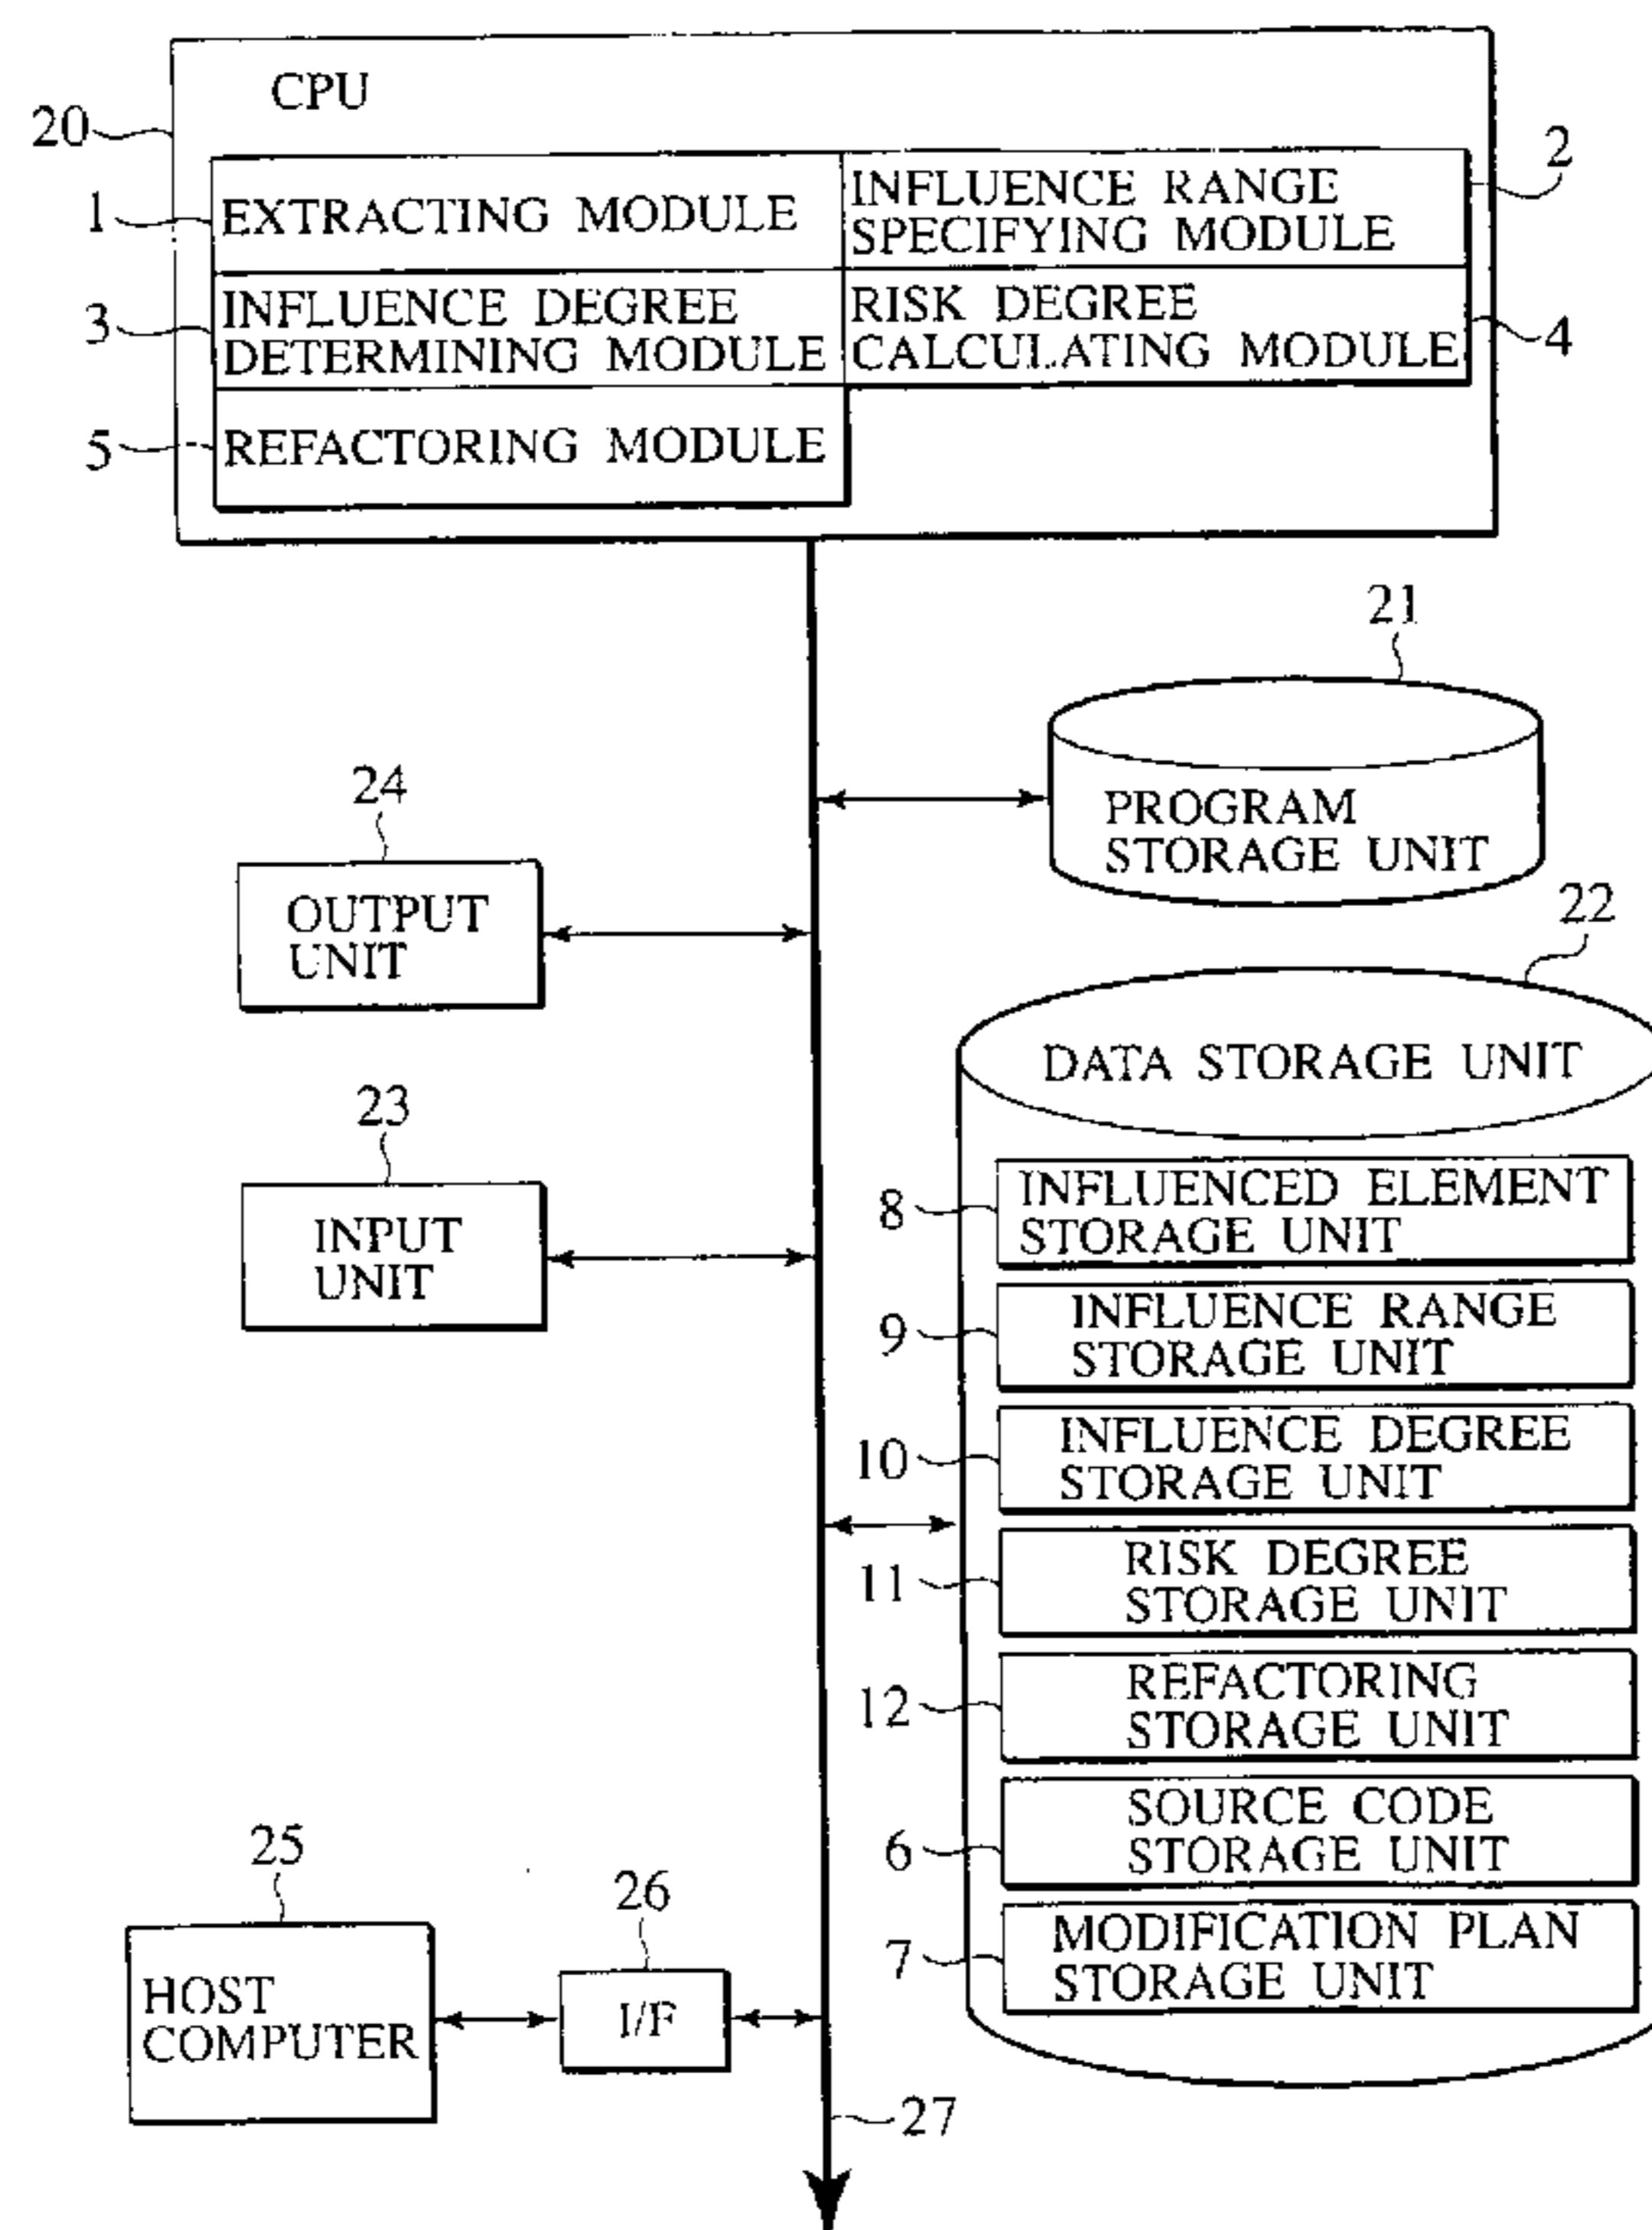 CPU
20
1
EXTRACTING MODULE
INFLUENCE RANGE
SPECIFYING MODULE
2
3
INFLUENCE DEGREE
DETERMINING MODULE
RISK DEGREE
CALCULATING MODULE
4
5
REFACTORING MODULE
21
PROGRAM
STORAGE UNIT
24
OUTPUT
UNIT
22
DATA STORAGE UNIT
23
INPUT
UNIT
8
INFLUENCED ELEMENT
STORAGE UNIT
9
INFLUENCE RANGE
STORAGE UNIT
10
INFLUENCE DEGREE
STORAGE UNIT
11
RISK DEGREE
STORAGE UNIT
12
REFACTORING
STORAGE UNIT
6
SOURCE CODE
STORAGE UNIT
7
MODIFICATION PLAN
STORAGE UNIT
25
HOST
COMPUTER
26
I/F
27